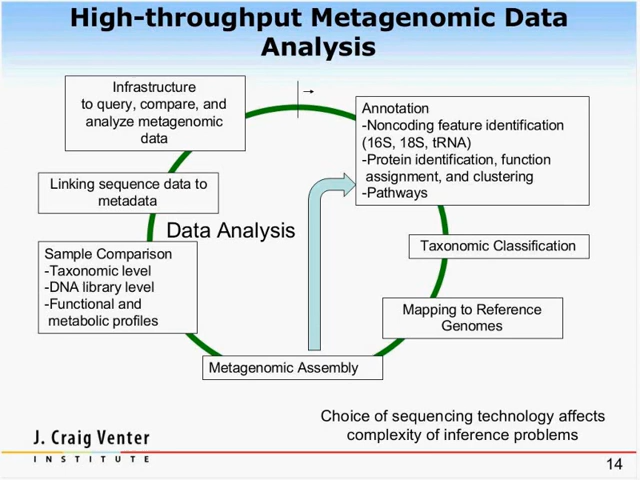 High-throughput Metagenomic Data
Analysis
Infrastructure
to query, compare, and
analyze metagenomic
data
Annotation
-Noncoding feature identification
(16S, 18S, tRNA)
-Protein identification, function
assignment, and clustering
-Pathways
Linking sequence data to
metadata
Data Analysis
Taxonomic Classification
Sample Comparison
-Taxonomic level
-DNA library level
-Functional and
metabolic profiles
Mapping to Reference
Genomes
Metagenomic Assembly
Choice of sequencing technology affects
complexity of inference problems
J. Craig Venter
INSTITUTE
14